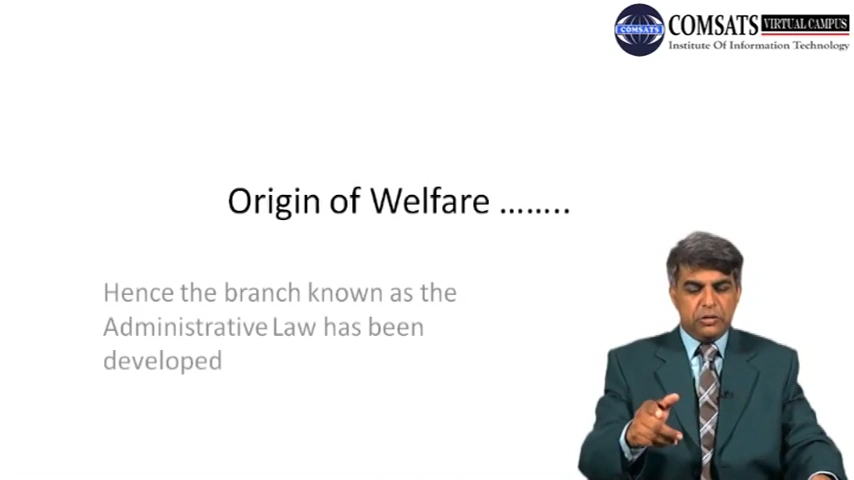 COMSATS
COMSATS VIRTUAL CAMPUS
Institute Of Information Technology
Origin of Welfare ……..
Hence the branch known as the
Administrative Law has been
developed